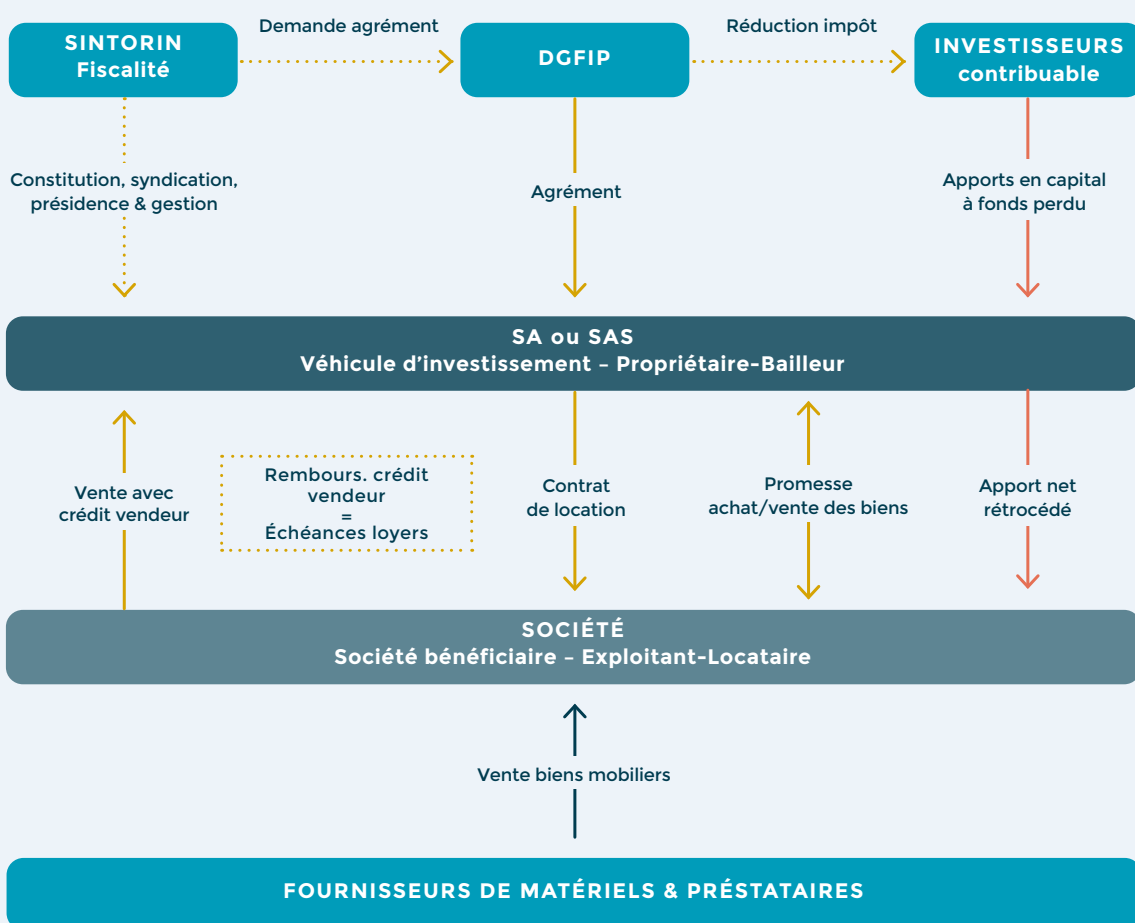 Demande agrément
Réduction impôt
SINTORIN
Fiscalité
DGFIP
INVESTISSEURS
contribuable
Constitution, syndication,
présidence & gestion
Agrément
Apports en capital
à fonds perdu
SA ou SAS
Véhicule d'investissement – Propriétaire-Bailleur
Vente avec
crédit vendeur
Rembours. crédit
vendeur
=
Échéances loyers
Contrat
de location
Promesse
achat/vente des biens
Apport net
rétrocédé
SOCIÉTÉ
Société bénéficiaire – Exploitant-Locataire
Vente biens mobiliers
FOURNISSEURS DE MATÉRIELS & PRÉSTATAIRES